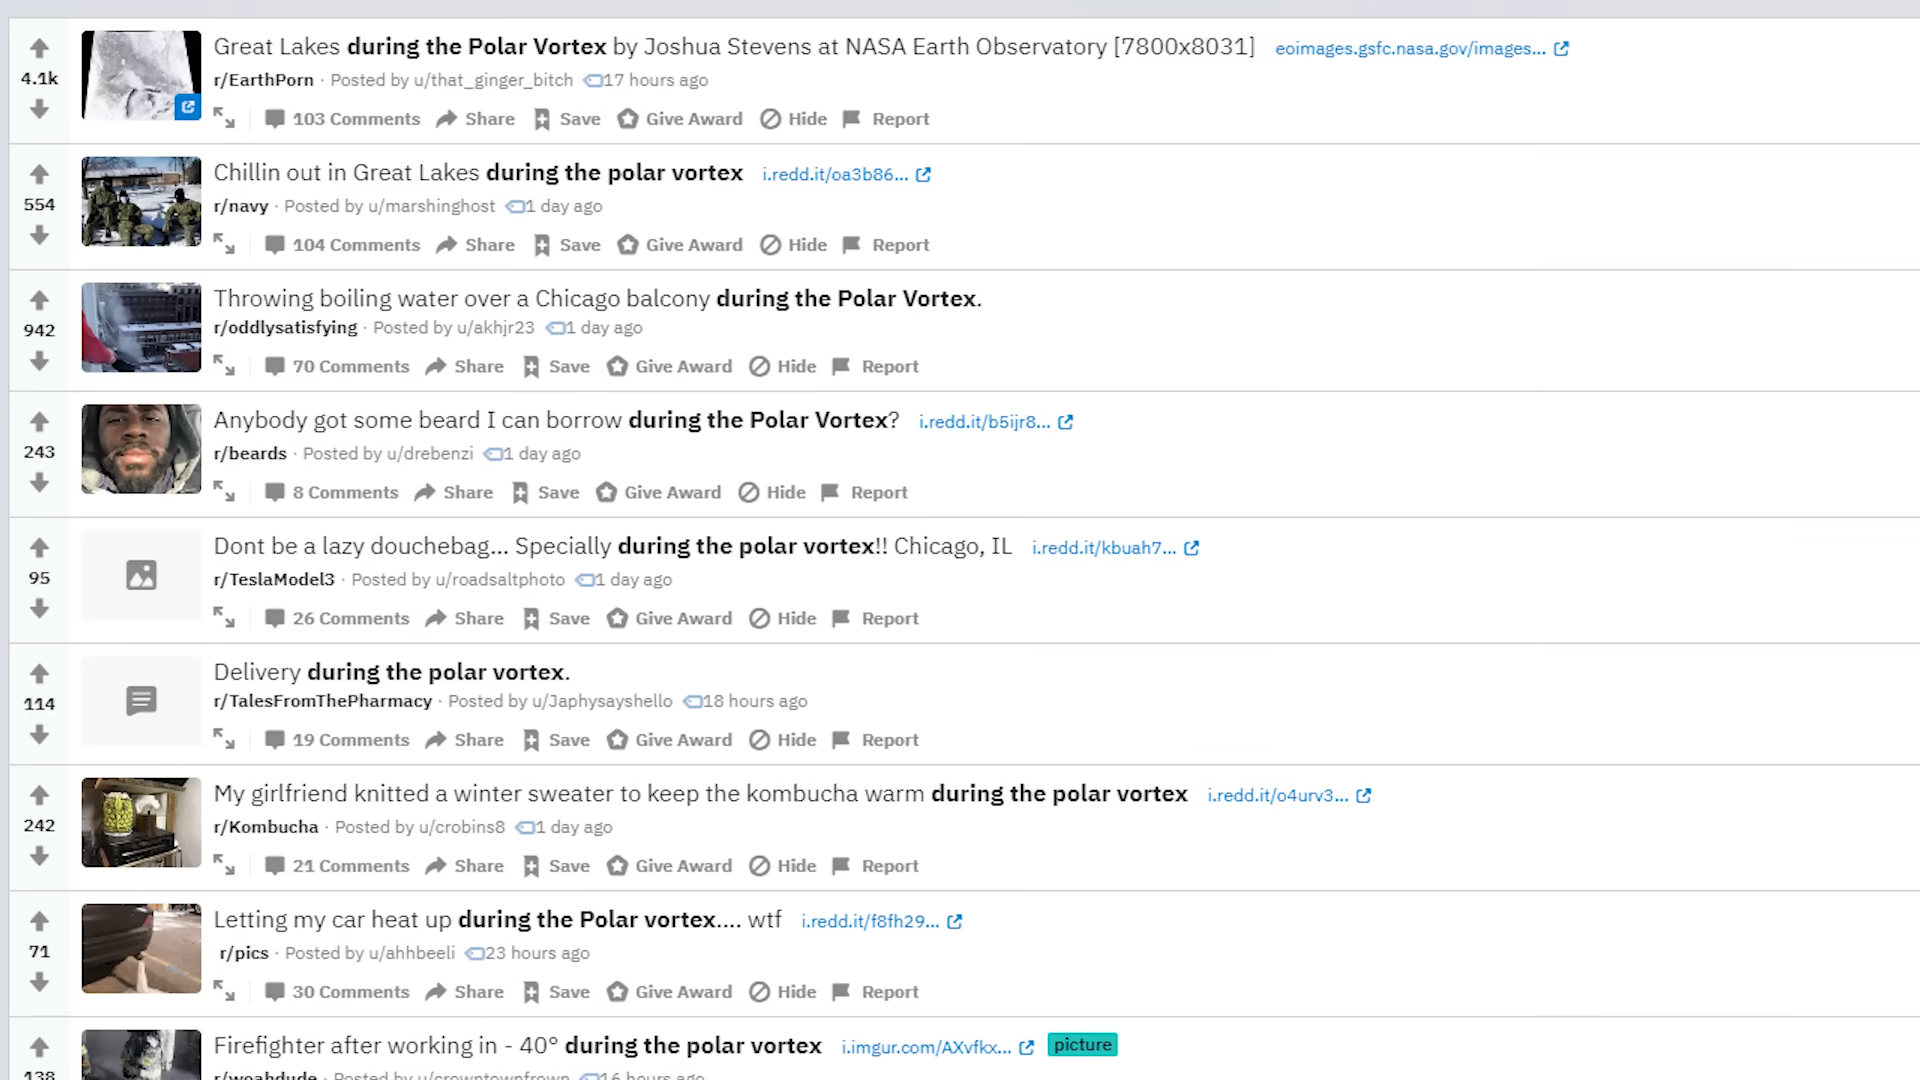 Great Lakes during the Polar Vortex by Joshua Stevens at NASA Earth Observatory [7800x8031] eoimages.gsfc.nasa.gov/images...
4.1k
r/EarthPorn · Posted by u/that_ginger_bitch 17 hours ago
103 Comments Share Save Give Award Hide Report
Chillin out in Great Lakes during the polar vortex i.redd.it/oa3b86...
554
r/navy · Posted by u/marshinghost 1 day ago
104 Comments Share Save Give Award Hide Report
Throwing boiling water over a Chicago balcony during the Polar Vortex.
942
r/oddlysatisfying · Posted by u/akhjr23 1 day ago
70 Comments Share Save Give Award Hide Report
Anybody got some beard I can borrow during the Polar Vortex? i.redd.it/b5ijr8...
243
r/beards · Posted by u/drebenzi 1 day ago
8 Comments Share Save Give Award Hide Report
Dont be a lazy douchebag... Specially during the polar vortex!! Chicago, IL i.redd.it/kbuah7...
95
r/TeslaModel3 · Posted by u/roadsaltphoto 1 day ago
26 Comments Share Save Give Award Hide Report
Delivery during the polar vortex.
114
r/TalesFromThePharmacy · Posted by u/Japhysayshello 18 hours ago
19 Comments Share Save Give Award Hide Report
My girlfriend knitted a winter sweater to keep the kombucha warm during the polar vortex i.redd.it/o4urv3...
242
r/Kombucha · Posted by u/crobins8 1 day ago
21 Comments Share Save Give Award Hide Report
Letting my car heat up during the Polar vortex.... wtf i.redd.it/f8fh29...
71
r/pics · Posted by u/ahhbeeli 23 hours ago
30 Comments Share Save Give Award Hide Report
Firefighter after working in - 40° during the polar vortex i.imgur.com/AXvfkx... picture
138
r/woahdude · Posted by u/crowntownfrown 16 hours ago